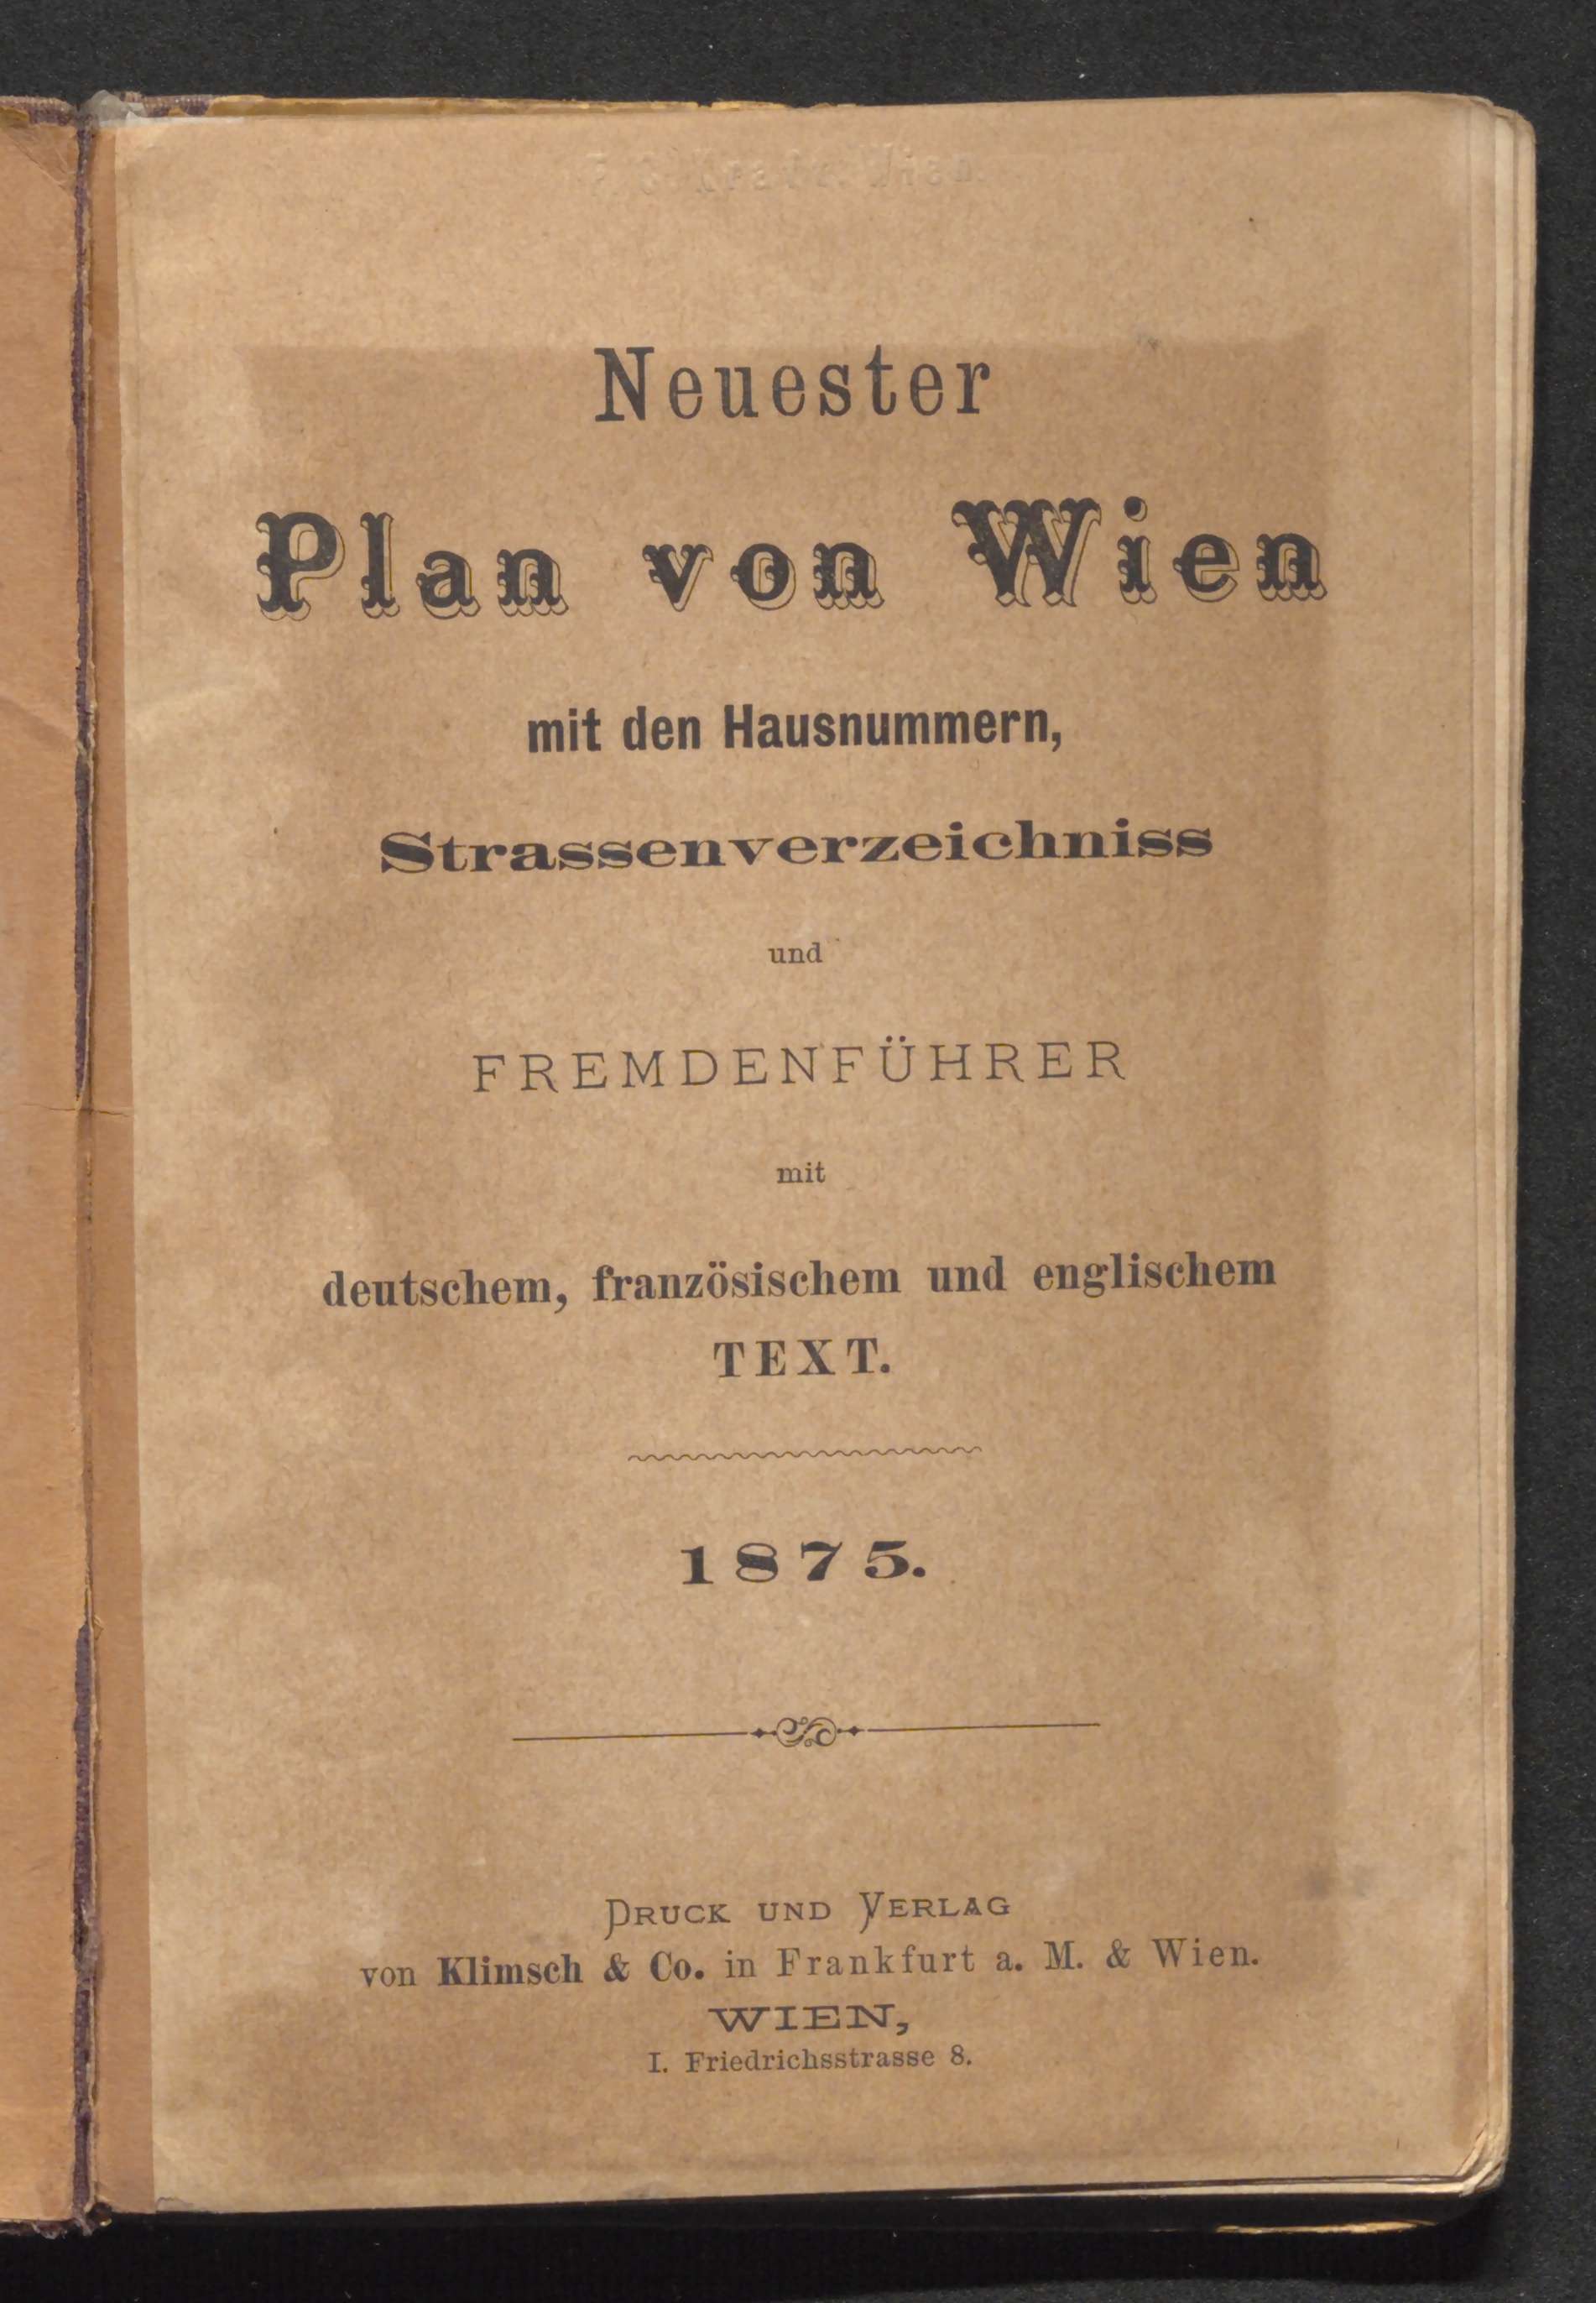 Neuester
Plan von Wien
mit den Hausnummern,
Strassenverzeichniss
und
FREMDENFÜHRER
mit
deutschem, französischem und englischem
TEXT.
1875.
DRUCK UND VERLAG
von Klimsch & Co. in Frankfurt a. M. & Wien.
WIEN,
I. Friedrichsstrasse 8.